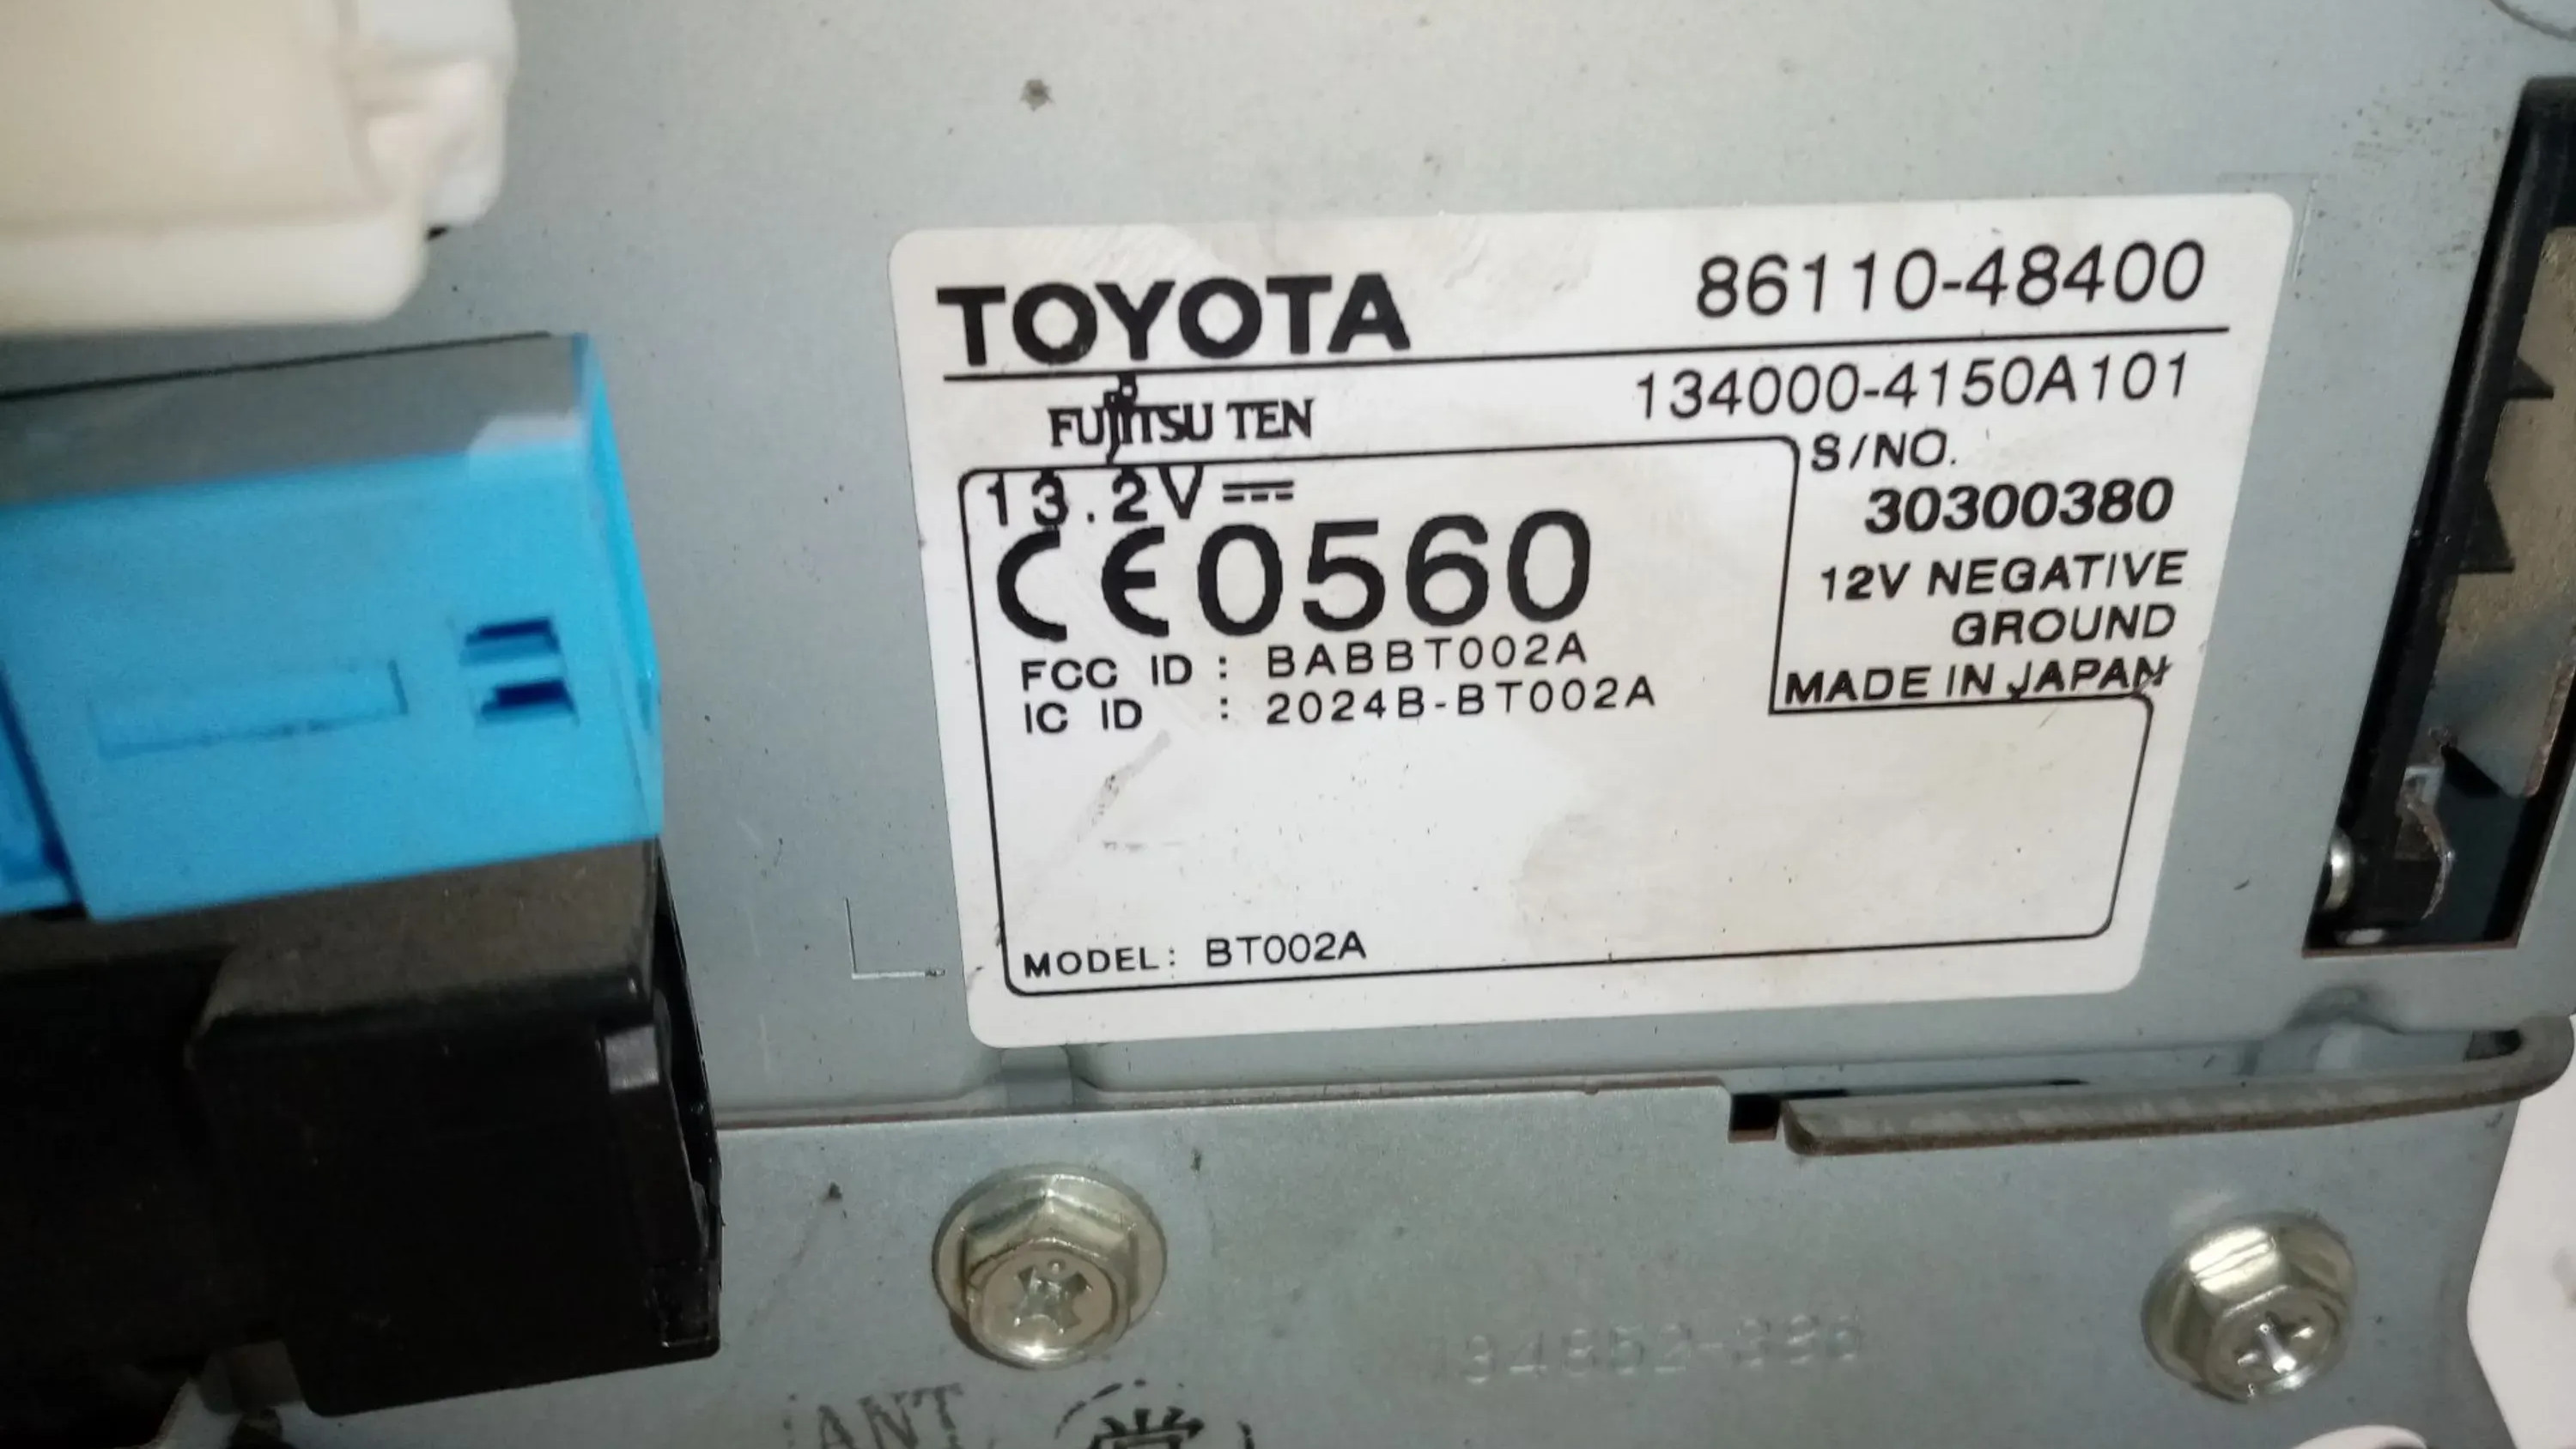 TOYOTA 86110-48400
FUJITSU TEN 134000-4150A101
S/NO.
30300380
13.2V
CE0560
12V NEGATIVE
GROUND
MADE IN JAPAN
FCC ID : BABBT002A
IC ID : 2024B-BT002A
MODEL: BT002A
ANT